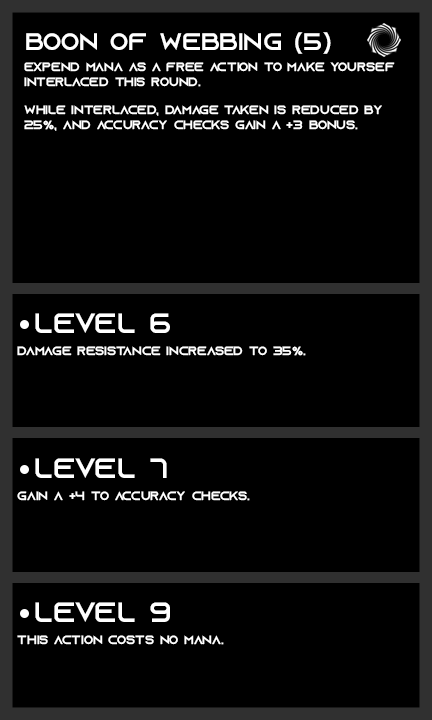 BOON OF WEBBING (5)
EXPEND MANA AS A FREE ACTION TO MAKE YOURSEF
INTERLACED THIS ROUND.
WHILE INTERLACED, DAMAGE TAKEN IS REDUCED BY
25%, AND ACCURACY CHECKS GAIN A +3 BONUS.
•LEVEL 6
DAMAGE RESISTANCE INCREASED TO 35%.
•LEVEL 7
GAIN A +4 TO ACCURACY CHECKS.
•LEVEL 9
THIS ACTION COSTS NO MANA.